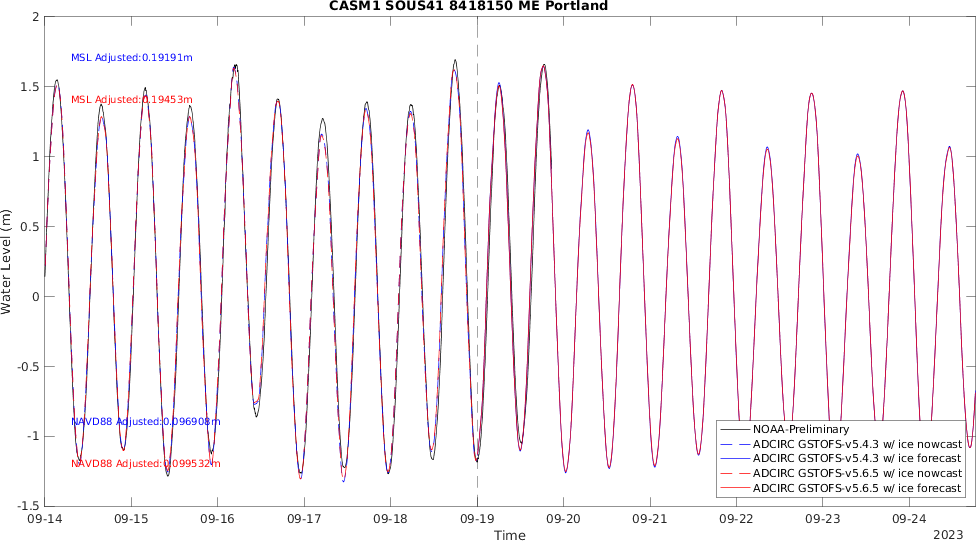 CASM1 SOUS41 8418150 ME Portland
2
1.5
1
0.5
0
-0.5
-1
-1.5
Water Level (m)
MSL Adjusted:0.19191m
MSL Adjusted:0.19453m
NAVD88 Adjusted:0.096908m
NAVD88 Adjusted:0.099532m
NOAA-Preliminary
ADCIRC GSTOFS-v5.4.3 w/ ice nowcast
ADCIRC GSTOFS-v5.4.3 w/ ice forecast
ADCIRC GSTOFS-v5.6.5 w/ ice nowcast
ADCIRC GSTOFS-v5.6.5 w/ ice forecast
09-14 09-15 09-16 09-17 09-18 09-19 09-20 09-21 09-22 09-23 09-24
Time
2023